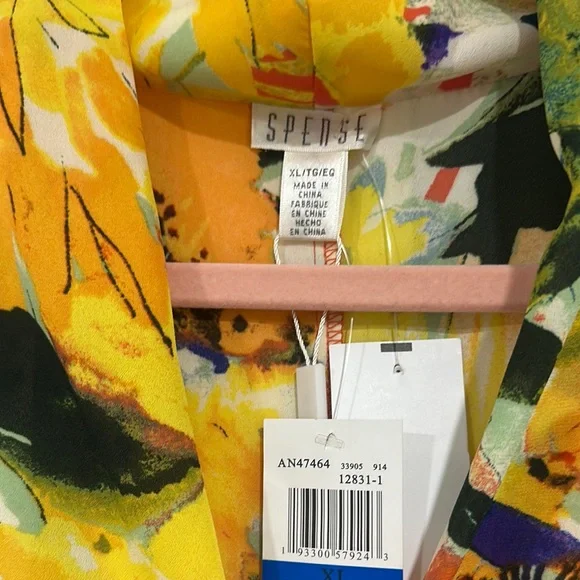 SPENSE
XL/TG/EQ
MADE IN
CHINA
FABRIQUE
EN CHINE
HECHO
EN CHINA
AN47464 33905 914
12831-1
1 93300 57924 3
XL